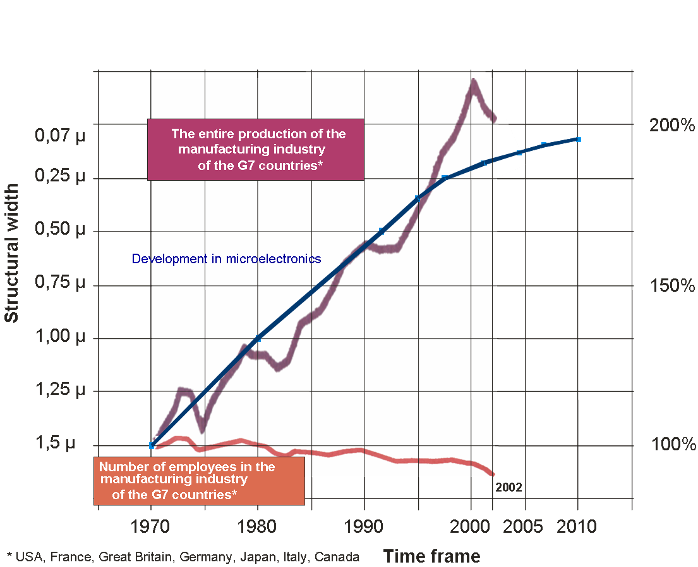 The entire production of the
manufacturing industry
of the G7 countries*
Development in microelectronics
Number of employees in the
manufacturing industry
of the G7 countries*
Structural width
0,07 µ
0,25 µ
0,50 µ
0.75 µ
1,00 µ
1,25 µ
1,5 µ
200%
150%
100%
2002
1970
1980
1990
2000
2005
2010
* USA, France, Great Britain, Germany, Japan, Italy, Canada
Time frame